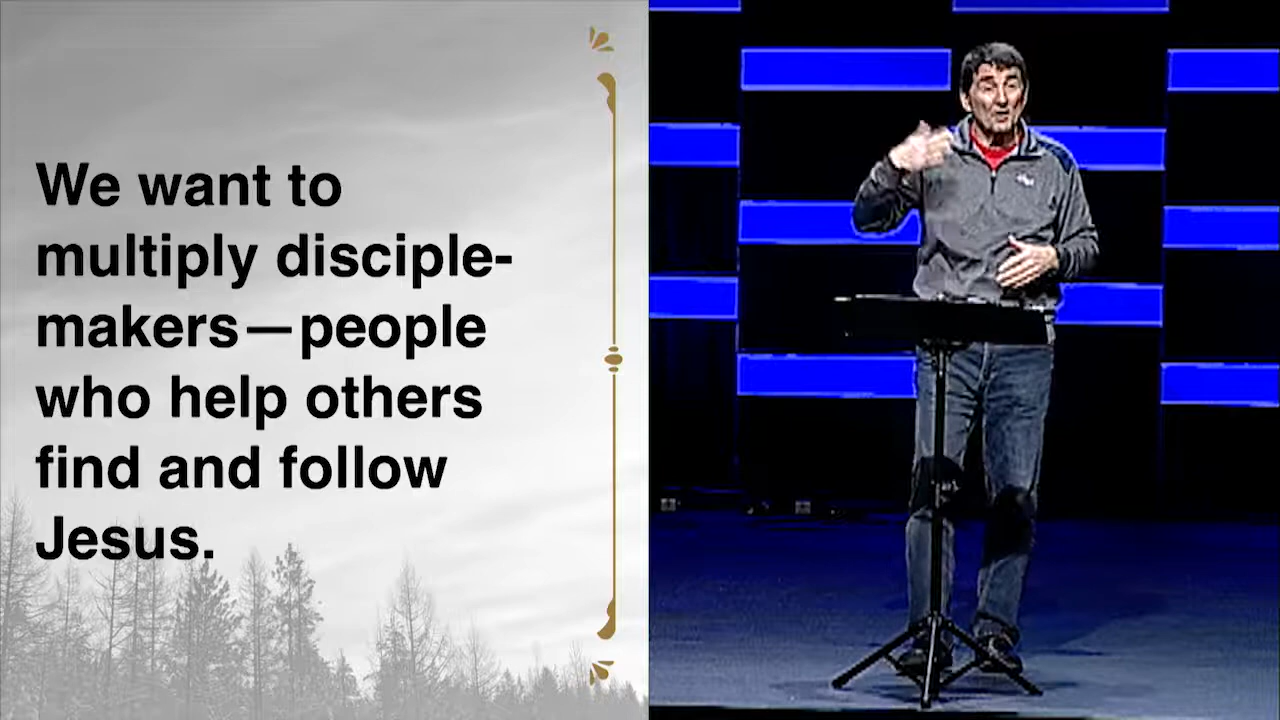 We want to
multiply disciple-
makers—people
who help others
find and follow
Jesus.